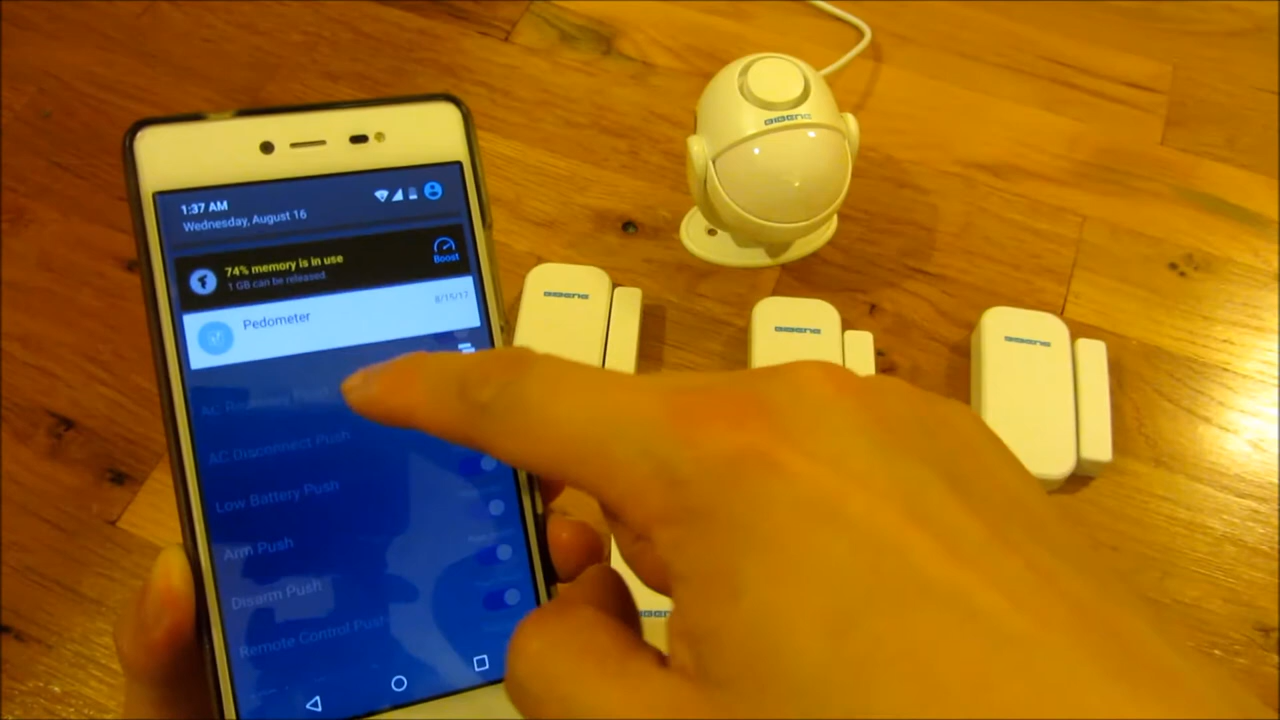 1:37 AM
Wednesday, August 16
74% memory is in use
1 GB can be released
Boost
8/15/17
Pedometer
AC
AC Disconnect Push
Low Battery Push
Arm Push
Disarm Push
Remote Control Push